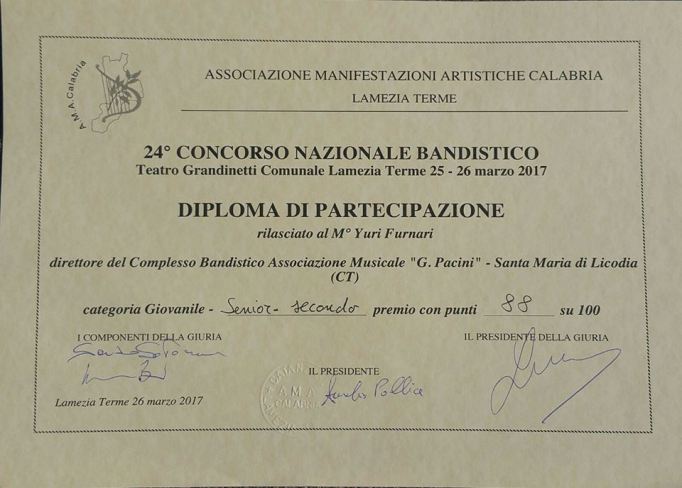 A.M.A. Calabria
ASSOCIAZIONE MANIFESTAZIONI ARTISTICHE CALABRIA
LAMEZIA TERME
24° CONCORSO NAZIONALE BANDISTICO
Teatro Grandinetti Comunale Lamezia Terme 25 - 26 marzo 2017
DIPLOMA DI PARTECIPAZIONE
rilasciato al M° Yuri Furnari
direttore del Complesso Bandistico Associazione Musicale "G. Pacini" - Santa Maria di Licodia
(CT)
categoria Giovanile - Senior - secondo premio con punti 88 su 100
I COMPONENTI DELLA GIURIA
IL PRESIDENTE DELLA GIURIA
IL PRESIDENTE
A.M.A.
CALABRIA
Lamezia Terme 26 marzo 2017